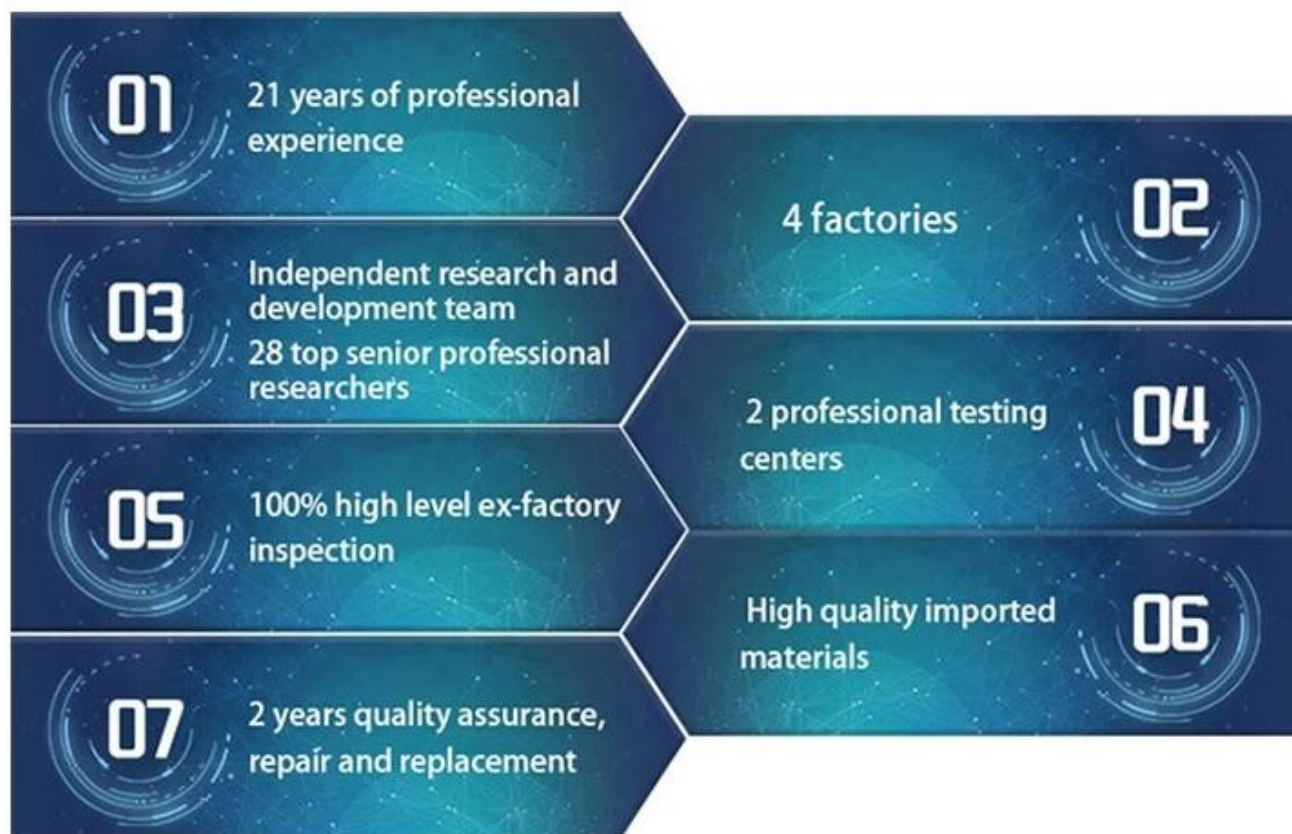 01
21 years of professional
experience
02
4 factories
03
Independent research and
development team
28 top senior professional
researchers
04
2 professional testing
centers
05
100% high level ex-factory
inspection
06
High quality imported
materials
07
2 years quality assurance,
repair and replacement